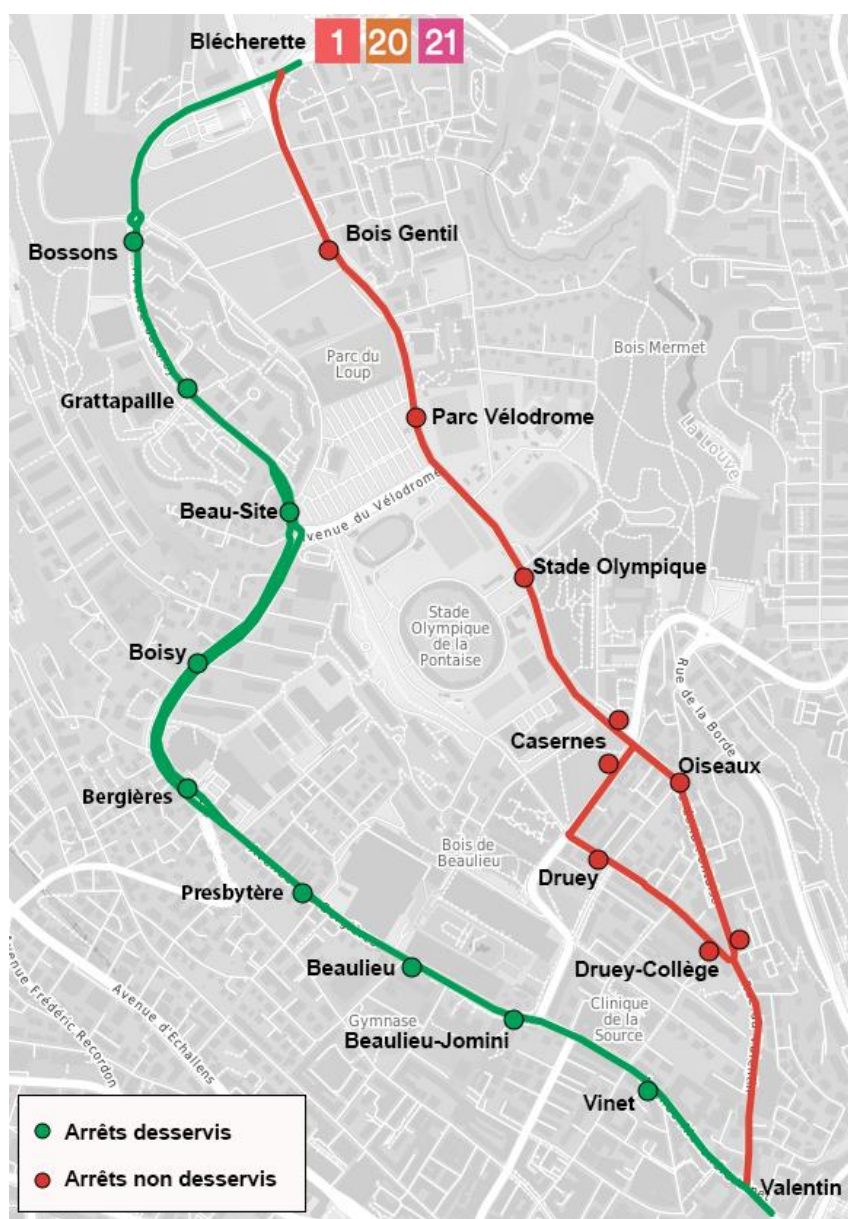 Blécherette
1 20 21
Bois Gentil
Bossons
Parc du
Loup
Bois Mermet
Grattapaille
Parc Vélodrome
La Louve
Beau-Site
Avenue du Vélodrome
Stade Olympique
Stade
Olympique
de la
Pontaise
Boisy
Rue de la Borde
Casernes
Oiseaux
Bergières
Bois de
Beaulieu
Druey
Presbytère
Druey-Collège
Beaulieu
Avenue Frédéric Recordon
Avenue d'Echallens
Gymnase
Clinique
de la
Source
Beaulieu-Jomini
Vinet
Arrêts desservis
Arrêts non desservis
Valentin